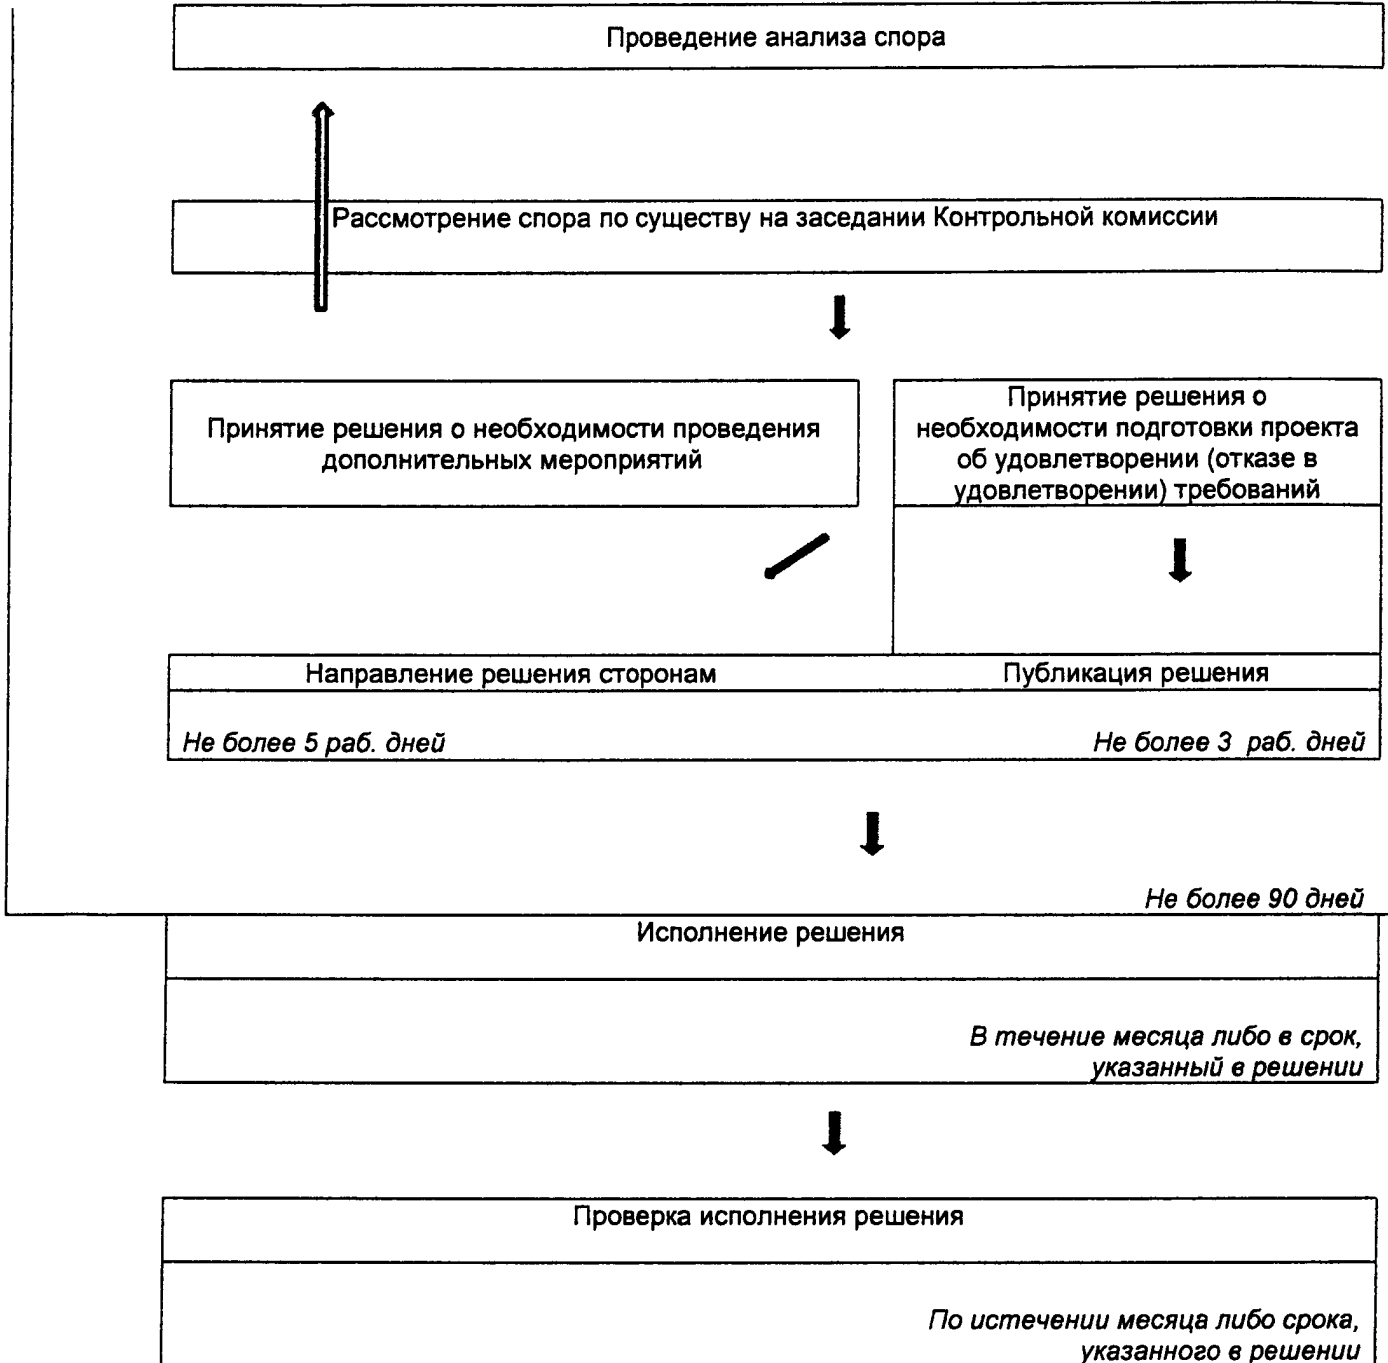 Проведение анализа спора
Рассмотрение спора по существу на заседании Контрольной комиссии
Принятие решения о необходимости проведения
дополнительных мероприятий
Принятие решения о
необходимости подготовки проекта
об удовлетворении (отказе в
удовлетворении) требований
Направление решения сторонам
Публикация решения
Не более 5 раб. дней
Не более 3 раб. дней
Не более 90 дней
Исполнение решения
В течение месяца либо в срок,
указанный в решении
Проверка исполнения решения
По истечении месяца либо срока,
указанного в решении